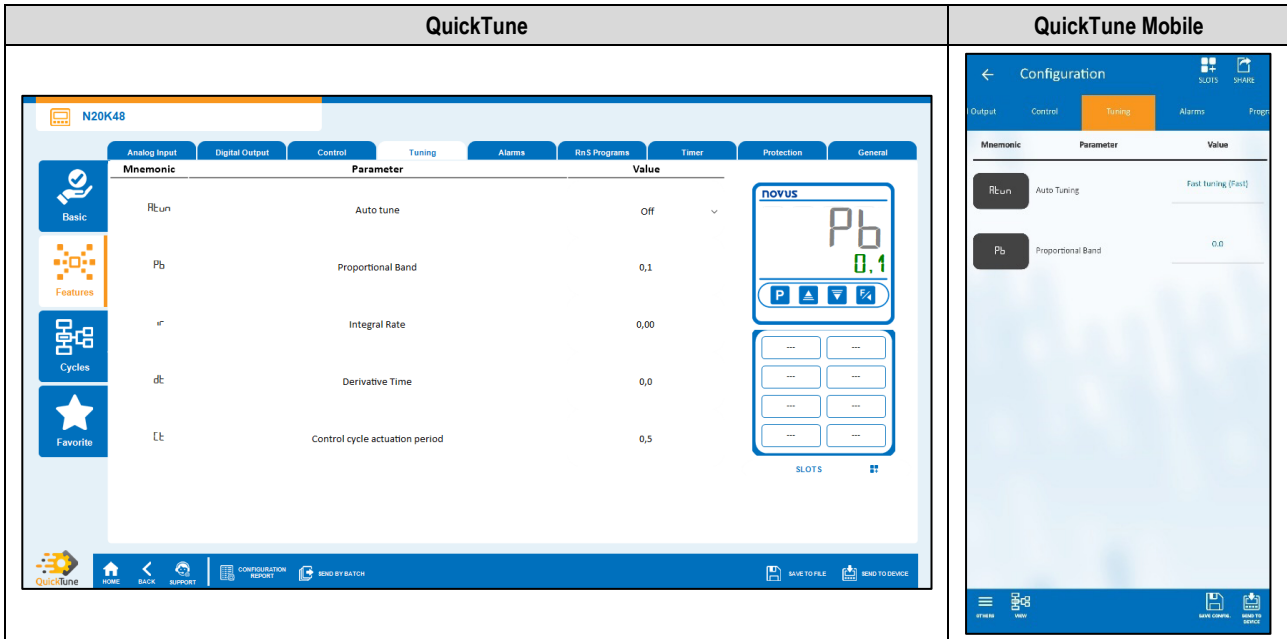 QuickTune
QuickTune Mobile
N20K48
Analog Input Digital Output Control Tuning Alarms RnS Programs Timer Protection General
Mnemonic Parameter Value
Atun Auto tune Off
Pb Proportional Band 0,1
ir Integral Rate 0,00
dt Derivative Time 0,0
Ct Control cycle actuation period 0,5
Basic
Features
Cycles
Favorite
novus
Pb
0,1
P
F/
--- ---
--- ---
--- ---
--- ---
SLOTS
QuickTune
HOME BACK SUPPORT CONFIGURATION REPORT SEND BY BATCH SAVE TO FILE SEND TO DEVICE
Configuration
SLOTS SHARE
l Output Control Tuning Alarms Progr
Mnemonic Parameter Value
Atun Auto Tuning Fast tuning (Fast)
Pb Proportional Band 0.0
OTHERS VIEW SAVE CONFIG. SEND TO DEVICE